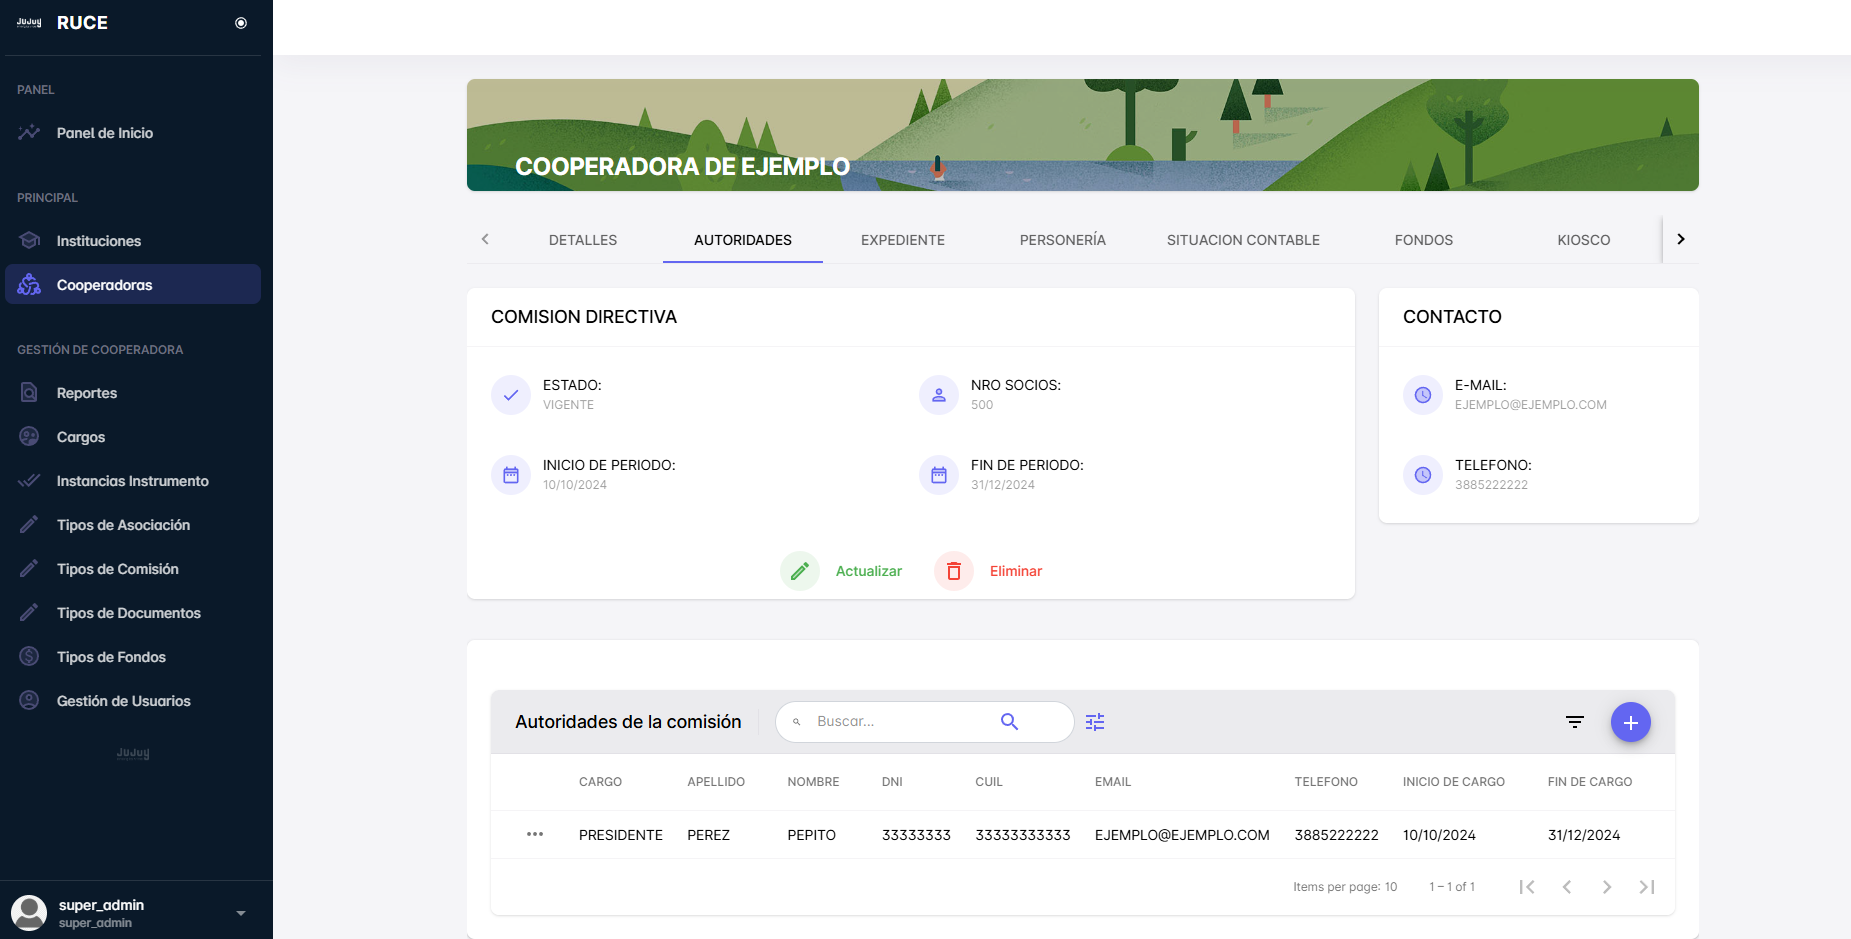 JuJuy RUCE
PANEL
Panel de Inicio
PRINCIPAL
Instituciones
Cooperadoras
GESTIÓN DE COOPERADORA
Reportes
Cargos
Instancias Instrumento
Tipos de Asociación
Tipos de Comisión
Tipos de Documentos
Tipos de Fondos
Gestión de Usuarios
JuJuy
super_admin
super_admin
COOPERADORA DE EJEMPLO
DETALLES AUTORIDADES EXPEDIENTE PERSONERÍA SITUACION CONTABLE FONDOS KIOSCO
COMISION DIRECTIVA
ESTADO:
VIGENTE
NRO SOCIOS:
500
INICIO DE PERIODO:
10/10/2024
FIN DE PERIODO:
31/12/2024
Actualizar Eliminar
CONTACTO
E-MAIL:
EJEMPLO@EJEMPLO.COM
TELEFONO:
3885222222
Autoridades de la comisión Buscar...
CARGO APELLIDO NOMBRE DNI CUIL EMAIL TELEFONO INICIO DE CARGO FIN DE CARGO
PRESIDENTE PEREZ PEPITO 33333333 33333333333 EJEMPLO@EJEMPLO.COM 3885222222 10/10/2024 31/12/2024
Items per page: 10 1 – 1 of 1